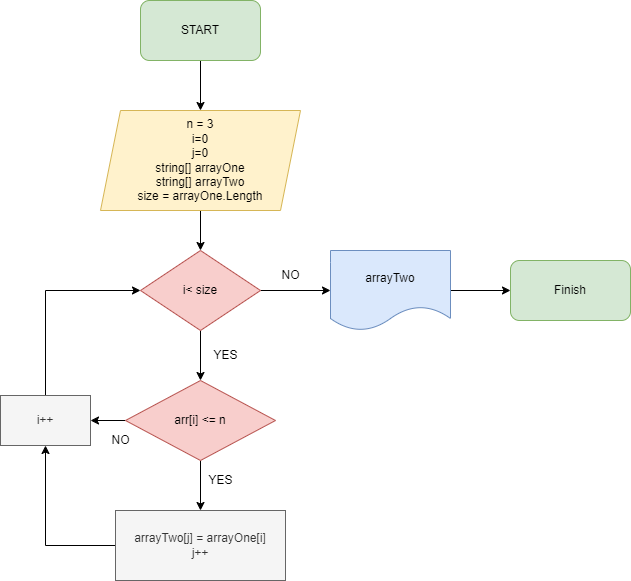 START
n = 3
i=0
j=0
string[] arrayOne
string[] arrayTwo
size = arrayOne.Length
i< size
NO
arrayTwo
Finish
YES
i++
arr[i] <= n
NO
YES
arrayTwo[j] = arrayOne[i]
j++